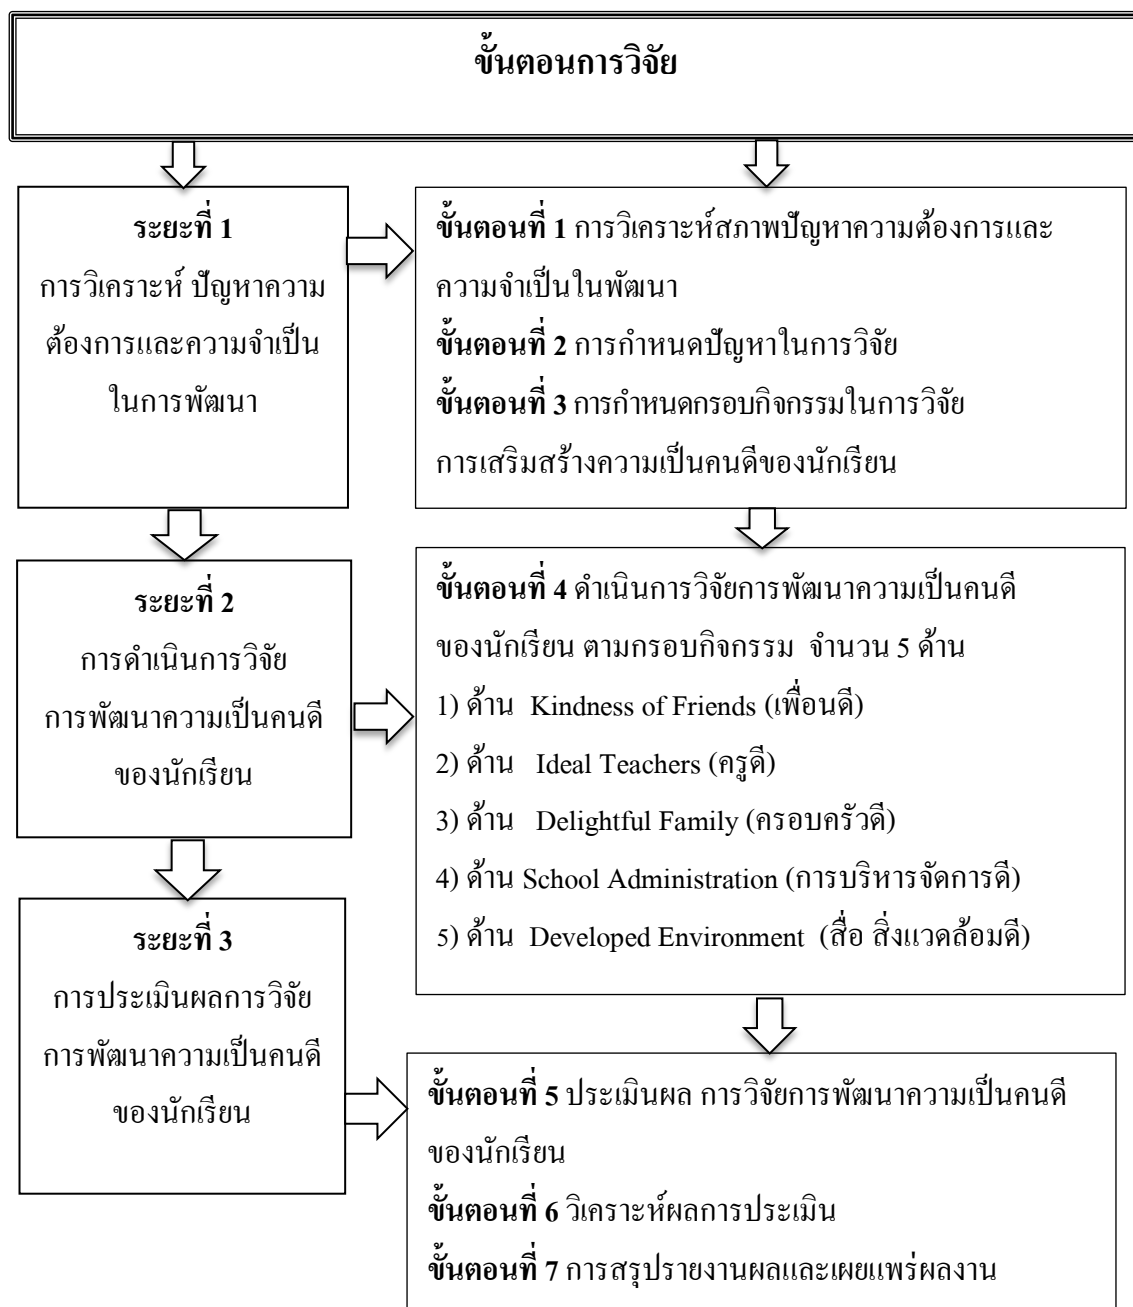 ขั้นตอนการวิจัย
ระยะที่ 1
การวิเคราะห์ ปัญหาความ
ต้องการและความจำเป็น
ในการพัฒนา
ขั้นตอนที่ 1 การวิเคราะห์สภาพปัญหาความต้องการและ
ความจำเป็นในพัฒนา
ขั้นตอนที่ 2 การกำหนดปัญหาในการวิจัย
ขั้นตอนที่ 3 การกำหนดกรอบกิจกรรมในการวิจัย
การเสริมสร้างความเป็นคนดีของนักเรียน
ระยะที่ 2
การดำเนินการวิจัย
การพัฒนาความเป็นคนดี
ของนักเรียน
ขั้นตอนที่ 4 ดำเนินการวิจัยการพัฒนาความเป็นคนดี
ของนักเรียน ตามกรอบกิจกรรม จำนวน 5 ด้าน
1) ด้าน Kindness of Friends (เพื่อนดี)
2) ด้าน Ideal Teachers (ครูดี)
3) ด้าน Delightful Family (ครอบครัวดี)
4) ด้าน School Administration (การบริหารจัดการดี)
5) ด้าน Developed Environment (สื่อ สิ่งแวดล้อมดี)
ระยะที่ 3
การประเมินผลการวิจัย
การพัฒนาความเป็นคนดี
ของนักเรียน
ขั้นตอนที่ 5 ประเมินผล การวิจัยการพัฒนาความเป็นคนดี
ของนักเรียน
ขั้นตอนที่ 6 วิเคราะห์ผลการประเมิน
ขั้นตอนที่ 7 การสรุปรายงานผลและเผยแพร่ผลงาน